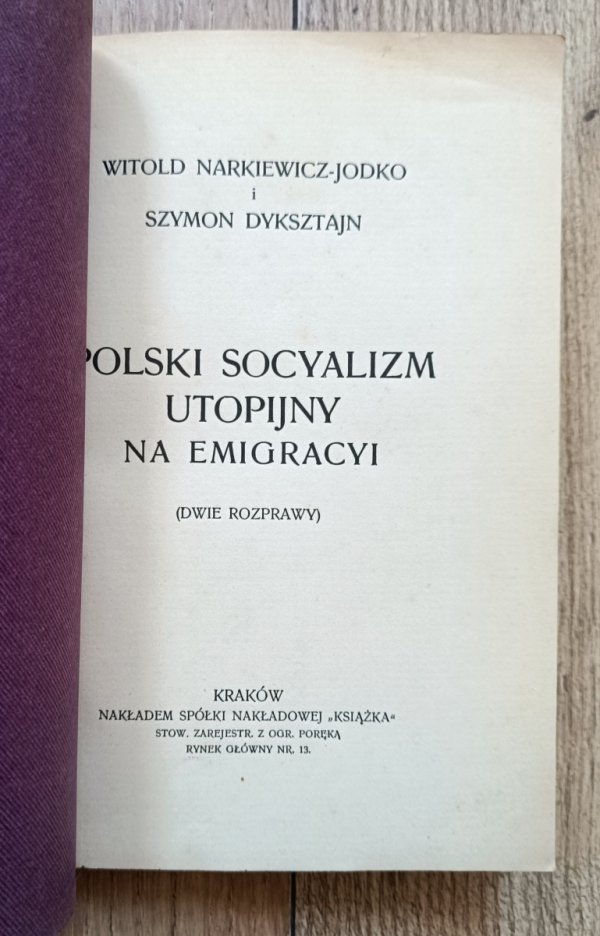 WITOLD NARKIEWICZ-JODKO
i
SZYMON DYKSZTAJN
POLSKI SOCYALIZM
UTOPIJNY
NA EMIGRACYI
(DWIE ROZPRAWY)
KRAKÓW
NAKŁADEM SPÓŁKI NAKŁADOWEJ „KSIĄŻKA“
STOW. ZAREJESTR. Z OGR. PORĘKĄ
RYNEK GŁÓWNY NR. 13.